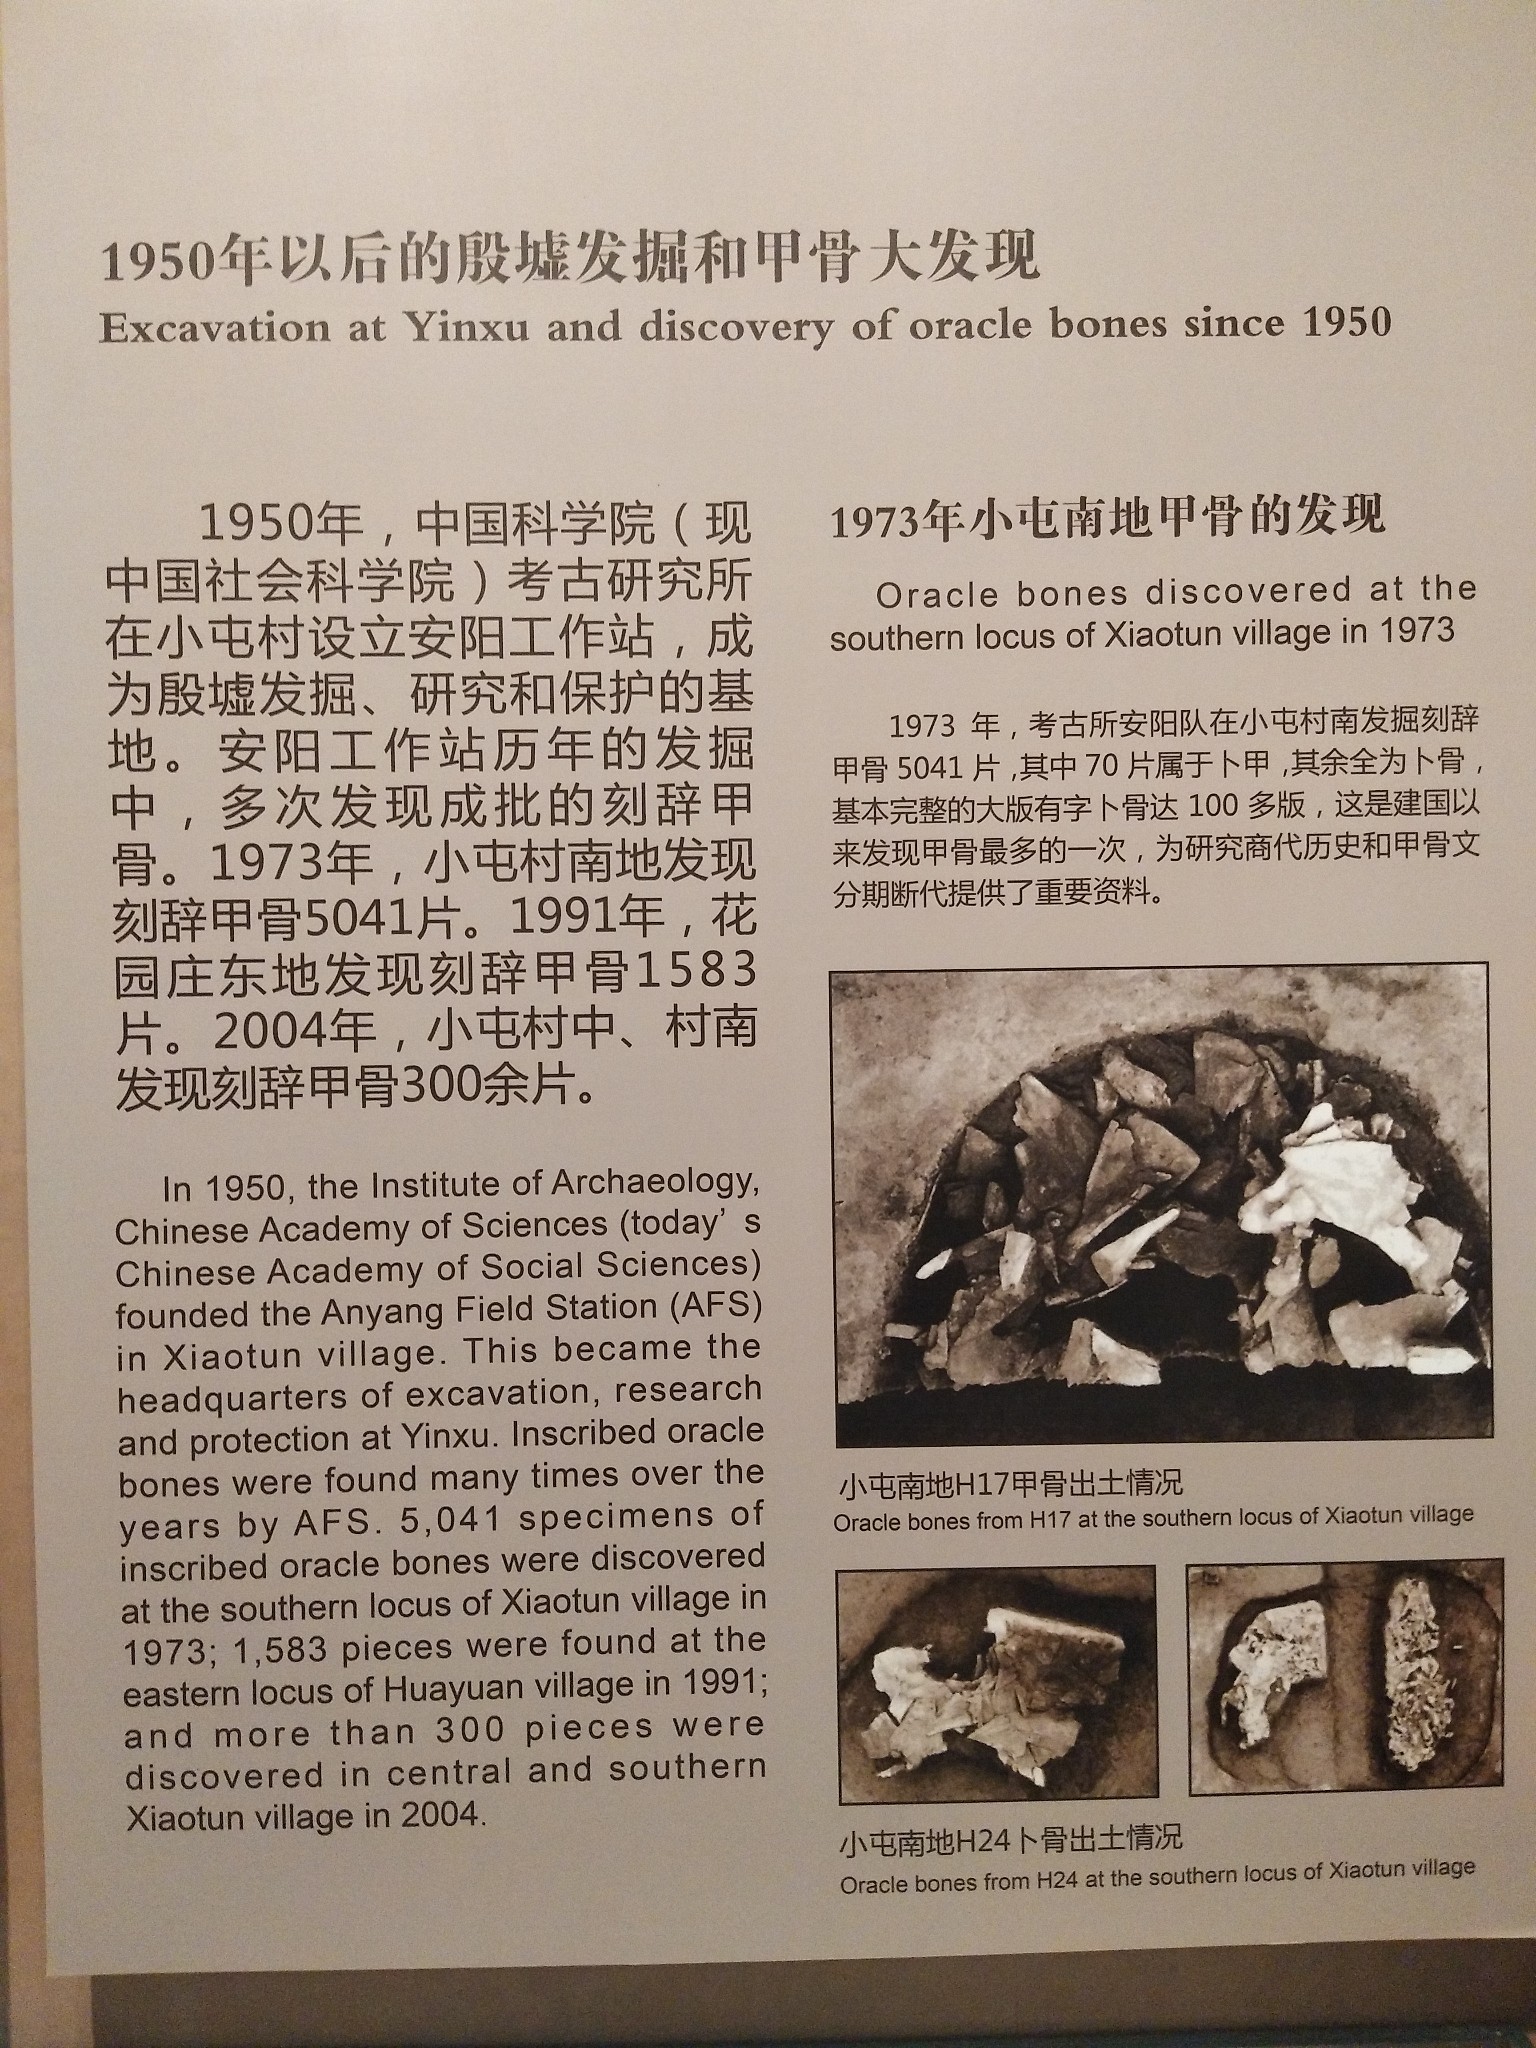 1950年以后的殷墟发掘和甲骨大发现
Excavation at Yinxu and discovery of oracle bones since 1950
1950年，中国科学院（现
中国社会科学院）考古研究所
在小屯村设立安阳工作站，成
为殷墟发掘、研究和保护的基
地。安阳工作站历年的发掘
中，多次发现成批的刻辞甲
骨。1973年，小屯村南地发现
刻辞甲骨5041片。1991年，花
园庄东地发现刻辞甲骨1583
片。2004年，小屯村中、村南
发现刻辞甲骨300余片。
In 1950, the Institute of Archaeology,
Chinese Academy of Sciences (today’ s
Chinese Academy of Social Sciences)
founded the Anyang Field Station (AFS)
in Xiaotun village. This became the
headquarters of excavation, research
and protection at Yinxu. Inscribed oracle
bones were found many times over the
years by AFS. 5,041 specimens of
inscribed oracle bones were discovered
at the southern locus of Xiaotun village in
1973; 1,583 pieces were found at the
eastern locus of Huayuan village in 1991;
and more than 300 pieces were
discovered in central and southern
Xiaotun village in 2004.
1973年小屯南地甲骨的发现
Oracle bones discovered at the
southern locus of Xiaotun village in 1973
1973 年，考古所安阳队在小屯村南发掘刻辞
甲骨 5041 片，其中 70 片属于卜甲，其余全为卜骨，
基本完整的大版有字卜骨达 100 多版，这是建国以
来发现甲骨最多的一次，为研究商代历史和甲骨文
分期断代提供了重要资料。
小屯南地H17甲骨出土情况
Oracle bones from H17 at the southern locus of Xiaotun village
小屯南地H24卜骨出土情况
Oracle bones from H24 at the southern locus of Xiaotun village